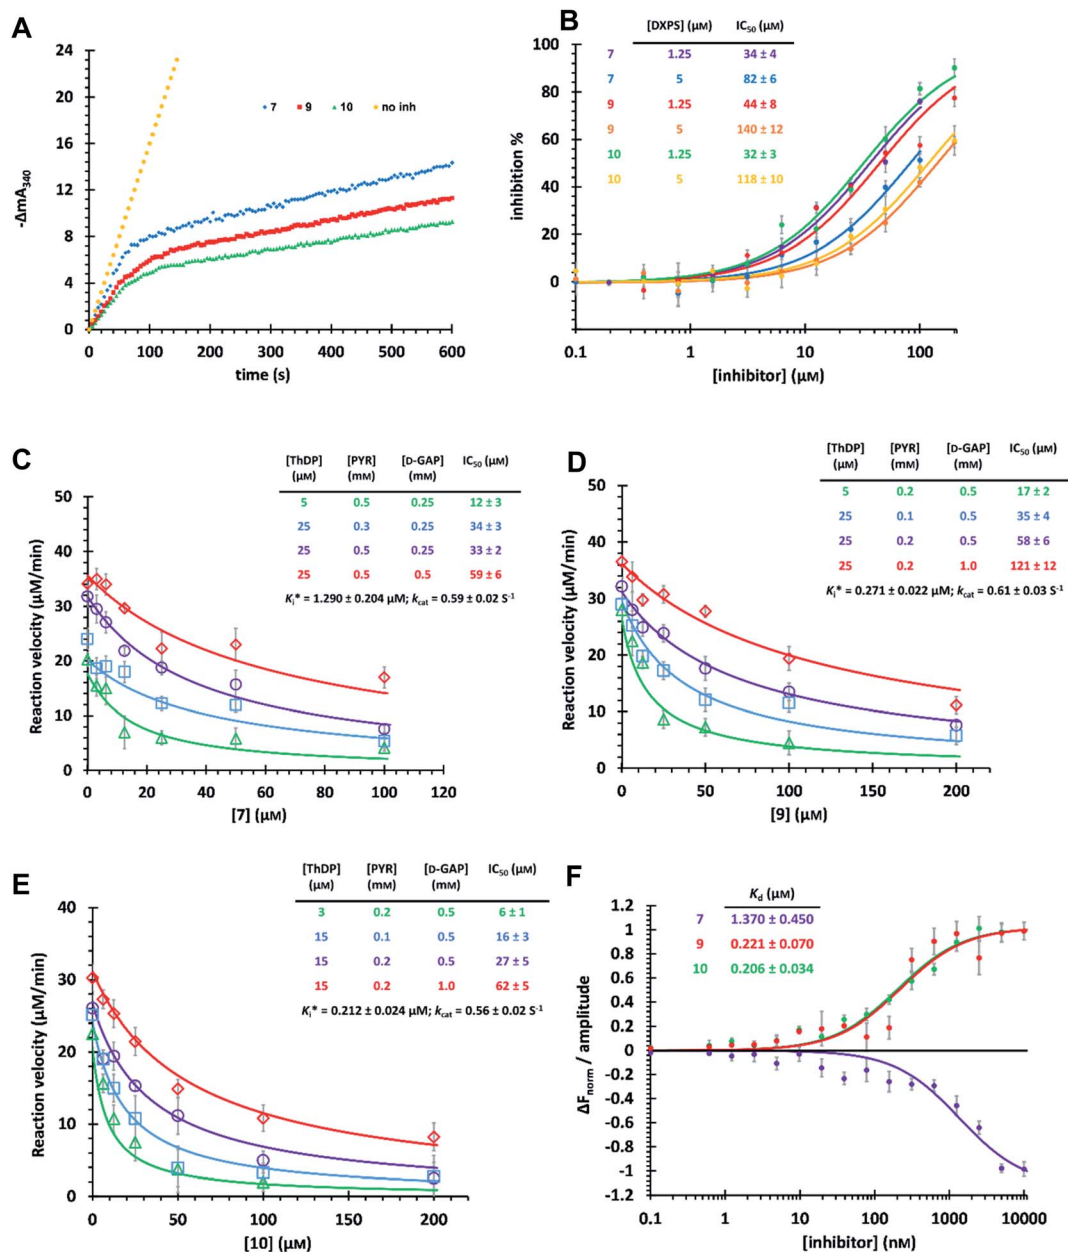 A
24
20
16
12
8
4
0
-ΔmA340
7 9 10 no inh
0 100 200 300 400 500 600
time (s)
B
[DXPS] (μM) IC50 (μM)
7 1.25 34 ± 4
7 5 82 ± 6
9 1.25 44 ± 8
9 5 140 ± 12
10 1.25 32 ± 3
10 5 118 ± 10
100
80
60
40
20
0
inhibition %
0.1 1 10 100
[inhibitor] (μM)
C
[ThDP] [PYR] [D-GAP] IC50 (μM)
(μM) (mM) (mM)
5 0.5 0.25 12 ± 3
25 0.3 0.25 34 ± 3
25 0.5 0.25 33 ± 2
25 0.5 0.5 59 ± 6
Ki* = 1.290 ± 0.204 μM; kcat = 0.59 ± 0.02 S-1
50
40
30
20
10
0
Reaction velocity (μM/min)
0 20 40 60 80 100 120
[7] (μM)
D
[ThDP] [PYR] [D-GAP] IC50 (μM)
(μM) (mM) (mM)
5 0.2 0.5 17 ± 2
25 0.1 0.5 35 ± 4
25 0.2 0.5 58 ± 6
25 0.2 1.0 121 ± 12
Ki* = 0.271 ± 0.022 μM; kcat = 0.61 ± 0.03 S-1
50
40
30
20
10
0
Reaction velocity (μM/min)
0 50 100 150 200
[9] (μM)
E
[ThDP] [PYR] [D-GAP] IC50 (μM)
(μM) (mM) (mM)
3 0.2 0.5 6 ± 1
15 0.1 0.5 16 ± 3
15 0.2 0.5 27 ± 5
15 0.2 1.0 62 ± 5
Ki* = 0.212 ± 0.024 μM; kcat = 0.56 ± 0.02 S-1
40
30
20
10
0
Reaction velocity (μM/min)
0 50 100 150 200
[10] (μM)
F
Kd (μM)
7 1.370 ± 0.450
9 0.221 ± 0.070
10 0.206 ± 0.034
1.2
1
0.8
0.6
0.4
0.2
0
-0.2
-0.4
-0.6
-0.8
-1
-1.2
ΔFnorm / amplitude
0.1 1 10 100 1000 10000
[inhibitor] (nM)